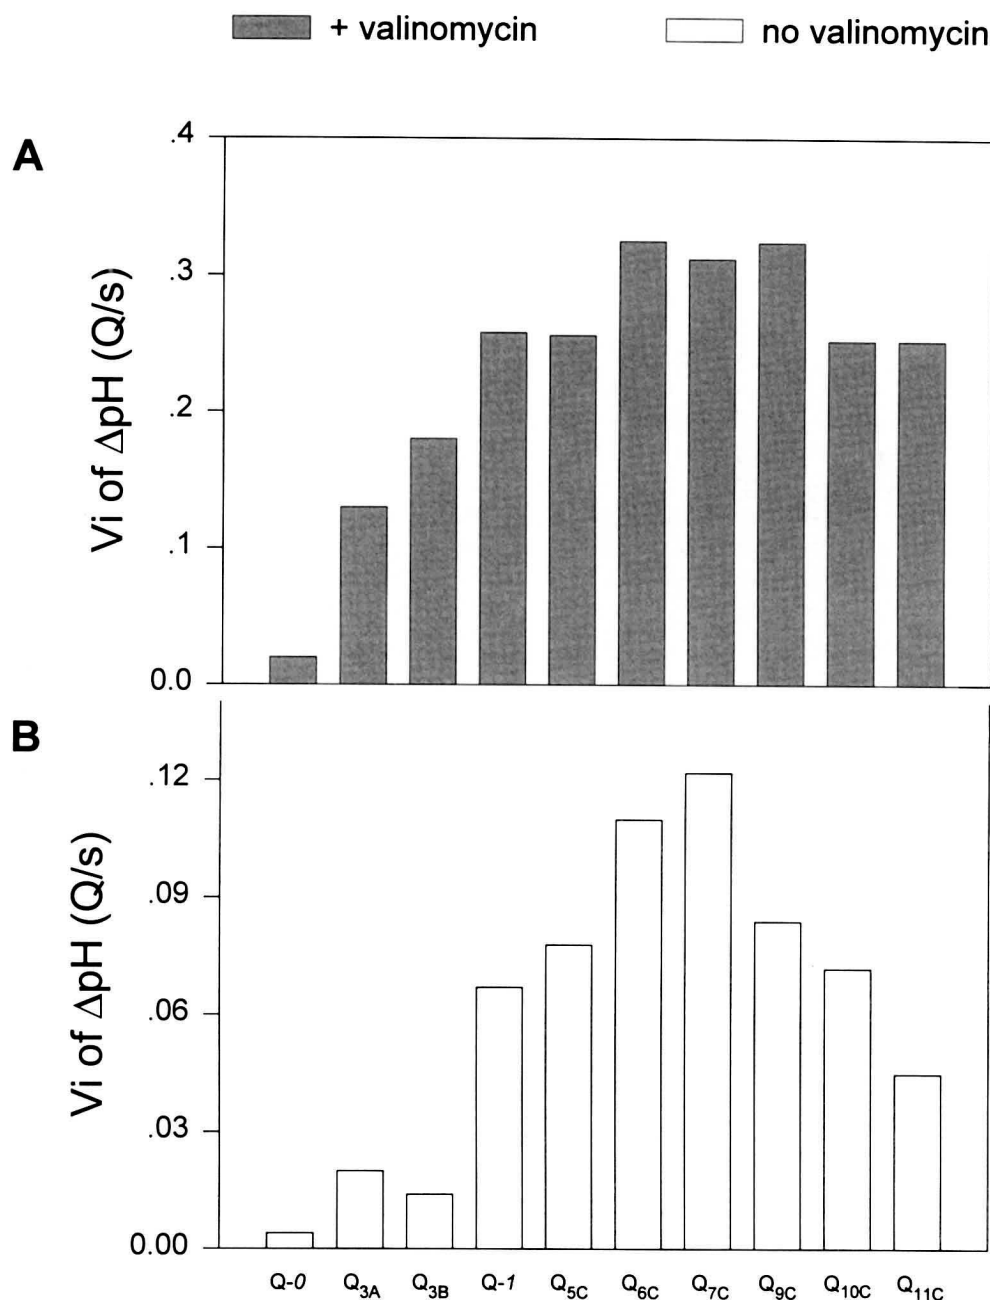 + valinomycin
no valinomycin
A
.4
.3
.2
.1
0.0
Vi of ΔpH (Q/s)
B
.12
.09
.06
.03
0.00
Vi of ΔpH (Q/s)
Q-0 Q3A Q3B Q-1 Q5C Q6C Q7C Q9C Q10C Q11C